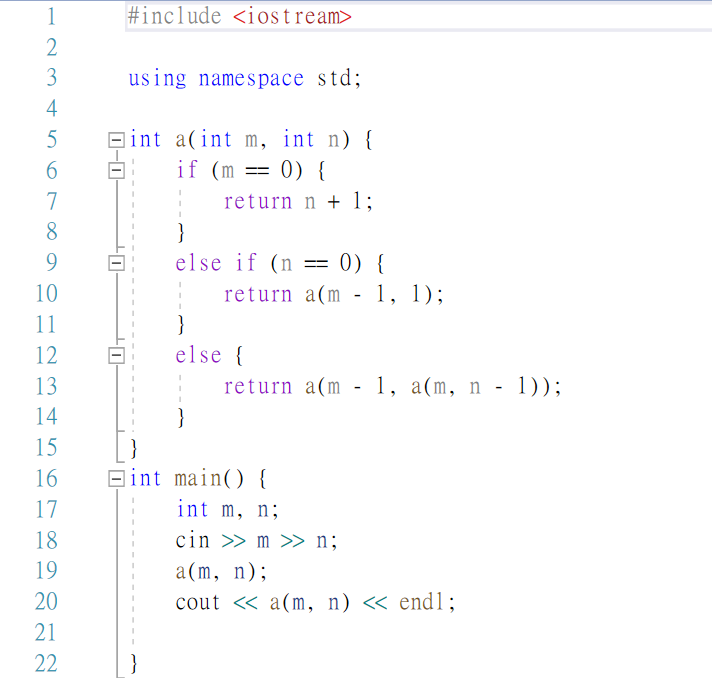 1 #include <iostream>
2
3 using namespace std;
4
5 int a(int m, int n) {
6 if (m == 0) {
7 return n + 1;
8 }
9 else if (n == 0) {
10 return a(m - 1, 1);
11 }
12 else {
13 return a(m - 1, a(m, n - 1));
14 }
15 }
16 int main() {
17 int m, n;
18 cin >> m >> n;
19 a(m, n);
20 cout << a(m, n) << endl;
21
22 }